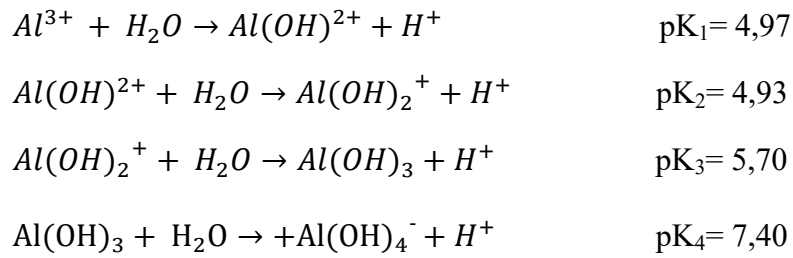 Al³⁺ + H₂O → Al(OH)²⁺ + H⁺ pK₁= 4,97
Al(OH)²⁺ + H₂O → Al(OH)₂⁺ + H⁺ pK₂= 4,93
Al(OH)₂⁺ + H₂O → Al(OH)₃ + H⁺ pK₃= 5,70
Al(OH)₃ + H₂O → +Al(OH)₄⁻ + H⁺ pK₄= 7,40